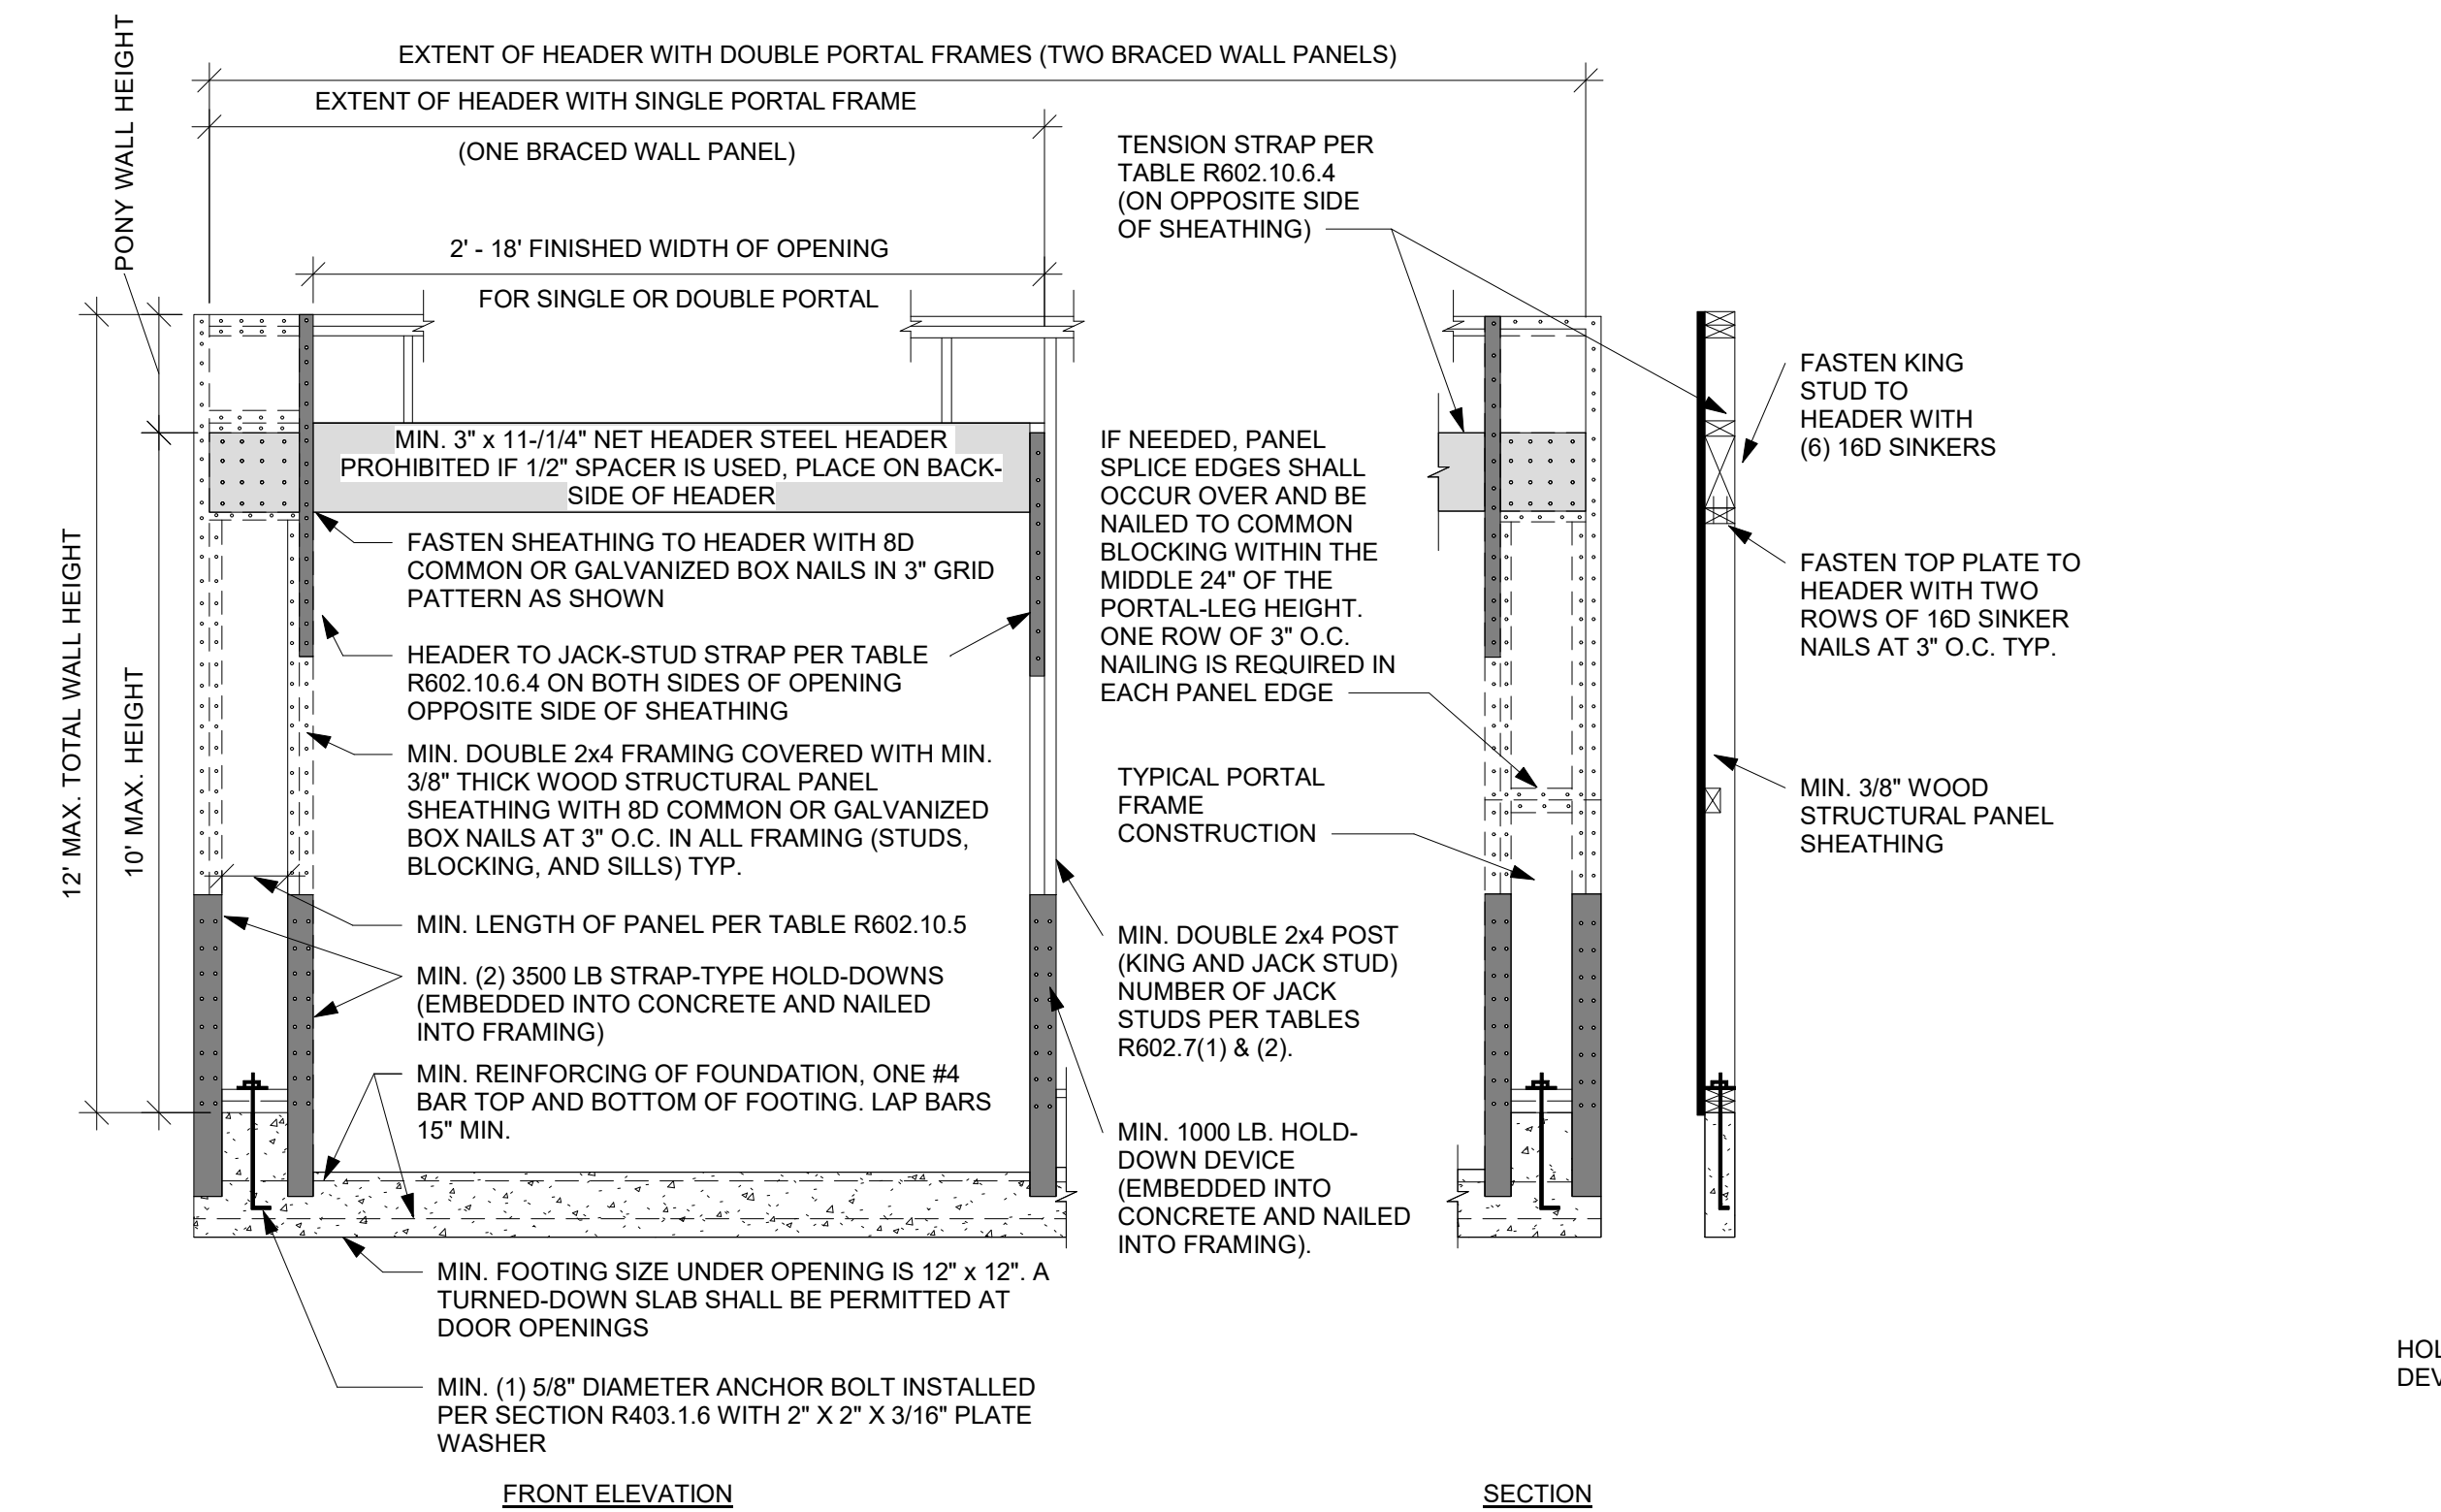 EXTENT OF HEADER WITH DOUBLE PORTAL FRAMES (TWO BRACED WALL PANELS)
EXTENT OF HEADER WITH SINGLE PORTAL FRAME
(ONE BRACED WALL PANEL)
2' - 18' FINISHED WIDTH OF OPENING
FOR SINGLE OR DOUBLE PORTAL
PONY WALL HEIGHT
12' MAX. TOTAL WALL HEIGHT
10' MAX. HEIGHT
MIN. 3" x 11-/1/4" NET HEADER STEEL HEADER
PROHIBITED IF 1/2" SPACER IS USED, PLACE ON BACK-
SIDE OF HEADER
FASTEN SHEATHING TO HEADER WITH 8D
COMMON OR GALVANIZED BOX NAILS IN 3" GRID
PATTERN AS SHOWN
HEADER TO JACK-STUD STRAP PER TABLE
R602.10.6.4 ON BOTH SIDES OF OPENING
OPPOSITE SIDE OF SHEATHING
MIN. DOUBLE 2x4 FRAMING COVERED WITH MIN.
3/8" THICK WOOD STRUCTURAL PANEL
SHEATHING WITH 8D COMMON OR GALVANIZED
BOX NAILS AT 3" O.C. IN ALL FRAMING (STUDS,
BLOCKING, AND SILLS) TYP.
MIN. LENGTH OF PANEL PER TABLE R602.10.5
MIN. (2) 3500 LB STRAP-TYPE HOLD-DOWNS
(EMBEDDED INTO CONCRETE AND NAILED
INTO FRAMING)
MIN. REINFORCING OF FOUNDATION, ONE #4
BAR TOP AND BOTTOM OF FOOTING. LAP BARS
15" MIN.
MIN. FOOTING SIZE UNDER OPENING IS 12" x 12". A
TURNED-DOWN SLAB SHALL BE PERMITTED AT
DOOR OPENINGS
MIN. (1) 5/8" DIAMETER ANCHOR BOLT INSTALLED
PER SECTION R403.1.6 WITH 2" X 2" X 3/16" PLATE
WASHER
FRONT ELEVATION
TENSION STRAP PER
TABLE R602.10.6.4
(ON OPPOSITE SIDE
OF SHEATHING)
IF NEEDED, PANEL
SPLICE EDGES SHALL
OCCUR OVER AND BE
NAILED TO COMMON
BLOCKING WITHIN THE
MIDDLE 24" OF THE
PORTAL-LEG HEIGHT.
ONE ROW OF 3" O.C.
NAILING IS REQUIRED IN
EACH PANEL EDGE
TYPICAL PORTAL
FRAME
CONSTRUCTION
MIN. DOUBLE 2x4 POST
(KING AND JACK STUD)
NUMBER OF JACK
STUDS PER TABLES
R602.7(1) & (2).
MIN. 1000 LB. HOLD-
DOWN DEVICE
(EMBEDDED INTO
CONCRETE AND NAILED
INTO FRAMING).
FASTEN KING
STUD TO
HEADER WITH
(6) 16D SINKERS
FASTEN TOP PLATE TO
HEADER WITH TWO
ROWS OF 16D SINKER
NAILS AT 3" O.C. TYP.
MIN. 3/8" WOOD
STRUCTURAL PANEL
SHEATHING
SECTION